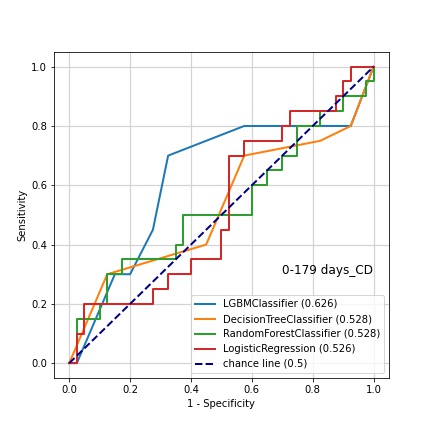 1.0
0.8
0.6
0.4
0.2
0.0
Sensitivity
0-179 days_CD
LGBMClassifier (0.626)
DecisionTreeClassifier (0.528)
RandomForestClassifier (0.528)
LogisticRegression (0.526)
chance line (0.5)
0.0 0.2 0.4 0.6 0.8 1.0
1 - Specificity